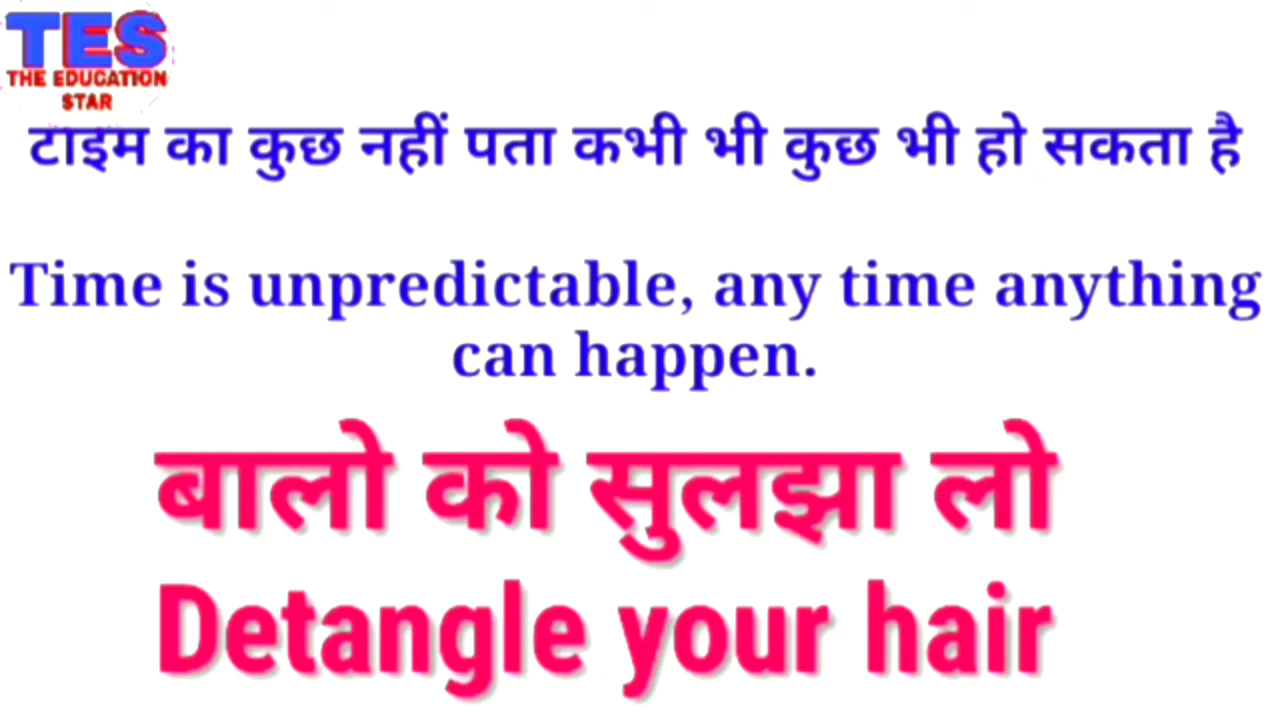 TES
THE EDUCATION
STAR
टाइम का कुछ नहीं पता कभी भी कुछ भी हो सकता है
Time is unpredictable, any time anything
can happen.
बालो को सुलझा लो
Detangle your hair